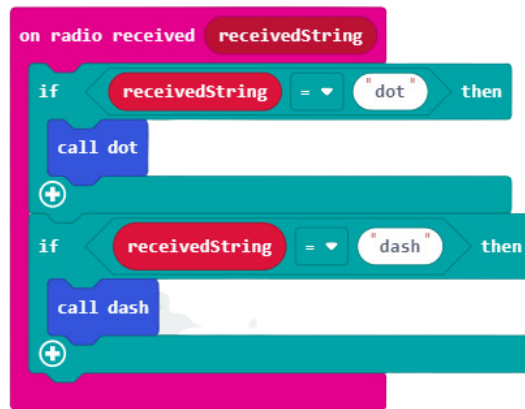 on radio received receivedString
if receivedString = "dot" then
call dot
if receivedString = "dash" then
call dash